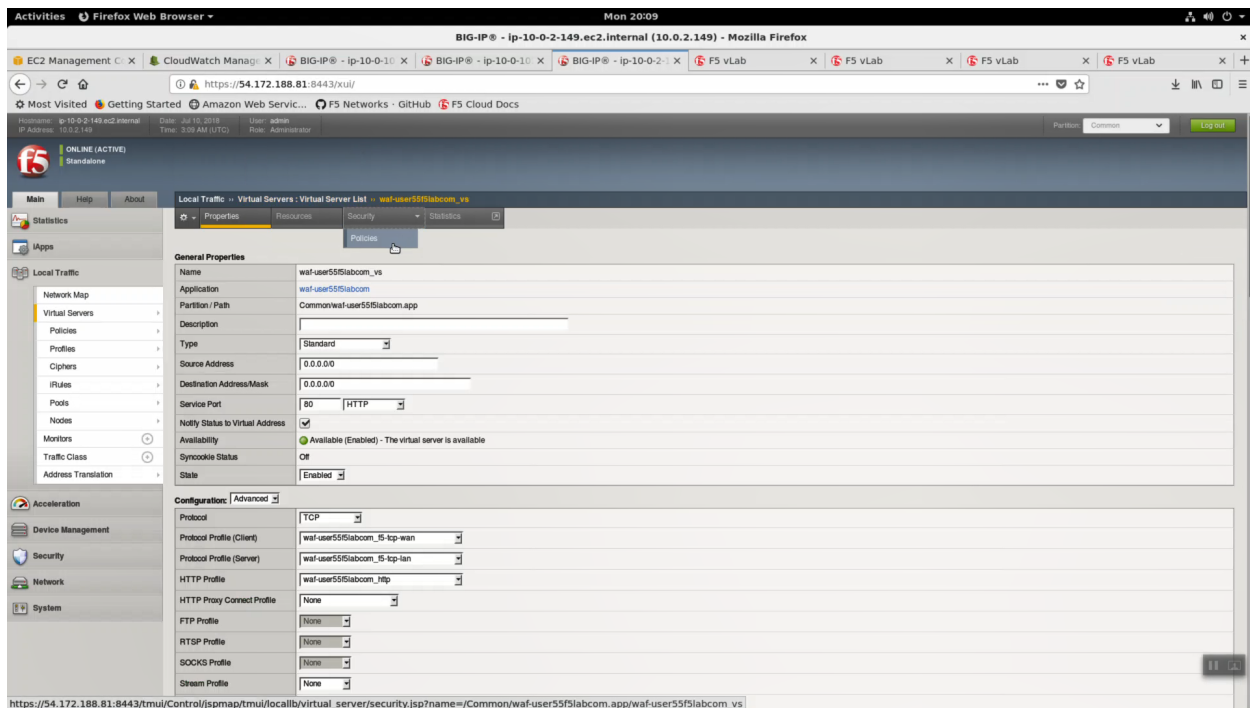 Activities Firefox Web Browser Mon 20:09
BIG-IP® - ip-10-0-2-149.ec2.internal (10.0.2.149) - Mozilla Firefox
EC2 Management C CloudWatch Manage BIG-IP® - ip-10-0-10 BIG-IP® - ip-10-0-10 BIG-IP® - ip-10-0-2-1 F5 vLab F5 vLab F5 vLab F5 vLab
https://54.172.188.81:8443/xui/
Most Visited Getting Started Amazon Web Servic... F5 Networks · GitHub F5 Cloud Docs
Hostname: ip-10-0-2-149.ec2.internal Date: Jul 10, 2018 User: admin
IP Address: 10.0.2.149 Time: 3:09 AM (UTC) Role: Administrator
Partition: Common Log out
f5
ONLINE (ACTIVE)
Standalone
Main Help About
Local Traffic ›› Virtual Servers : Virtual Server List ›› waf-user55f5labcom_vs
Properties Resources Security Statistics
Policies
Statistics
iApps
Local Traffic
Network Map
Virtual Servers
Policies
Profiles
Ciphers
iRules
Pools
Nodes
Monitors
Traffic Class
Address Translation
Acceleration
Device Management
Security
Network
System
General Properties
Name waf-user55f5labcom_vs
Application waf-user55f5labcom
Partition / Path Common/waf-user55f5labcom.app
Description
Type Standard
Source Address 0.0.0.0/0
Destination Address/Mask 0.0.0.0/0
Service Port 80 HTTP
Notify Status to Virtual Address
Availability Available (Enabled) - The virtual server is available
Syncookie Status Off
State Enabled
Configuration: Advanced
Protocol TCP
Protocol Profile (Client) waf-user55f5labcom_f5-tcp-wan
Protocol Profile (Server) waf-user55f5labcom_f5-tcp-lan
HTTP Profile waf-user55f5labcom_http
HTTP Proxy Connect Profile None
FTP Profile None
RTSP Profile None
SOCKS Profile None
Stream Profile None
https://54.172.188.81:8443/tmui/Control/jspmap/tmui/locallb/virtual_server/security.jsp?name=/Common/waf-user55f5labcom.app/waf-user55f5labcom_vs